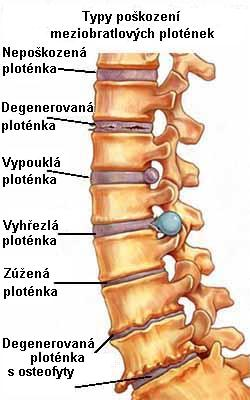 Typy poškození
meziobratlových plotének
Nepoškozená
ploténka
Degenerovaná
ploténka
Vypouklá
ploténka
Vyhřezlá
ploténka
Zúžená
ploténka
Degenerovaná
ploténka
s osteofyty